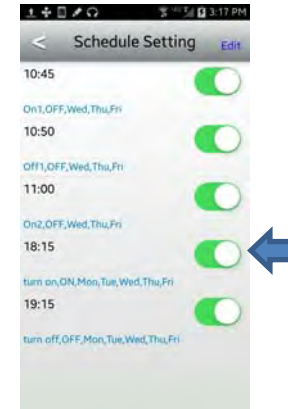 3:17 PM
< Schedule Setting Edit
10:45
On1,OFF,Wed,Thu,Fri
10:50
Off1,OFF,Wed,Thu,Fri
11:00
On2,OFF,Wed,Thu,Fri
18:15
turn on,ON,Mon,Tue,Wed,Thu,Fri
19:15
turn off,OFF,Mon,Tue,Wed,Thu,Fri